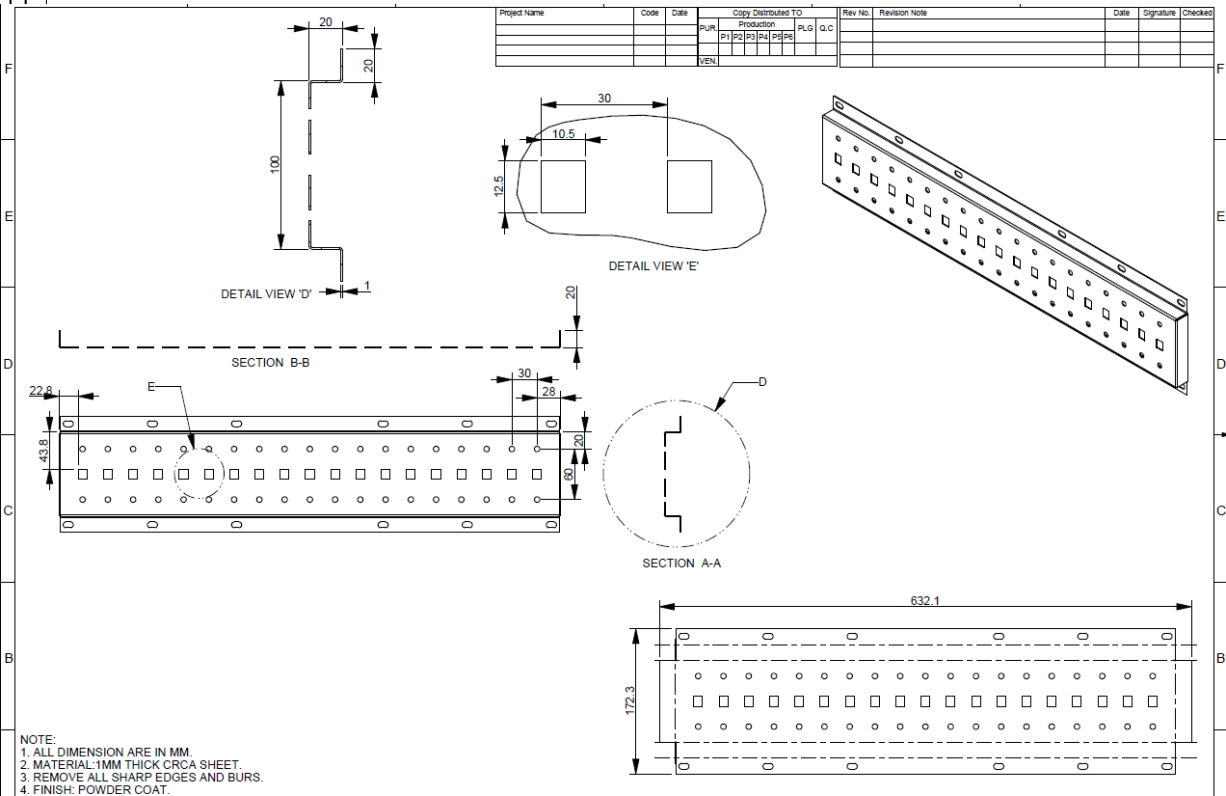 Project Name Code Date Copy Distributed TO Rev No. Revision Note Date Signature Checked
PUR. Production PLG Q.C
P1 P2 P3 P4 P5 P6
VEN.
F
F
20
20
100
1
DETAIL VIEW 'D'
30
10.5
12.5
DETAIL VIEW 'E'
E
E
20
SECTION B-B
D
D
22.8
E
30
28
43.8
20
60
D
SECTION A-A
C
C
632.1
172.3
B
B
NOTE:
1. ALL DIMENSION ARE IN MM.
2. MATERIAL:1MM THICK CRCA SHEET.
3. REMOVE ALL SHARP EDGES AND BURS.
4. FINISH: POWDER COAT.